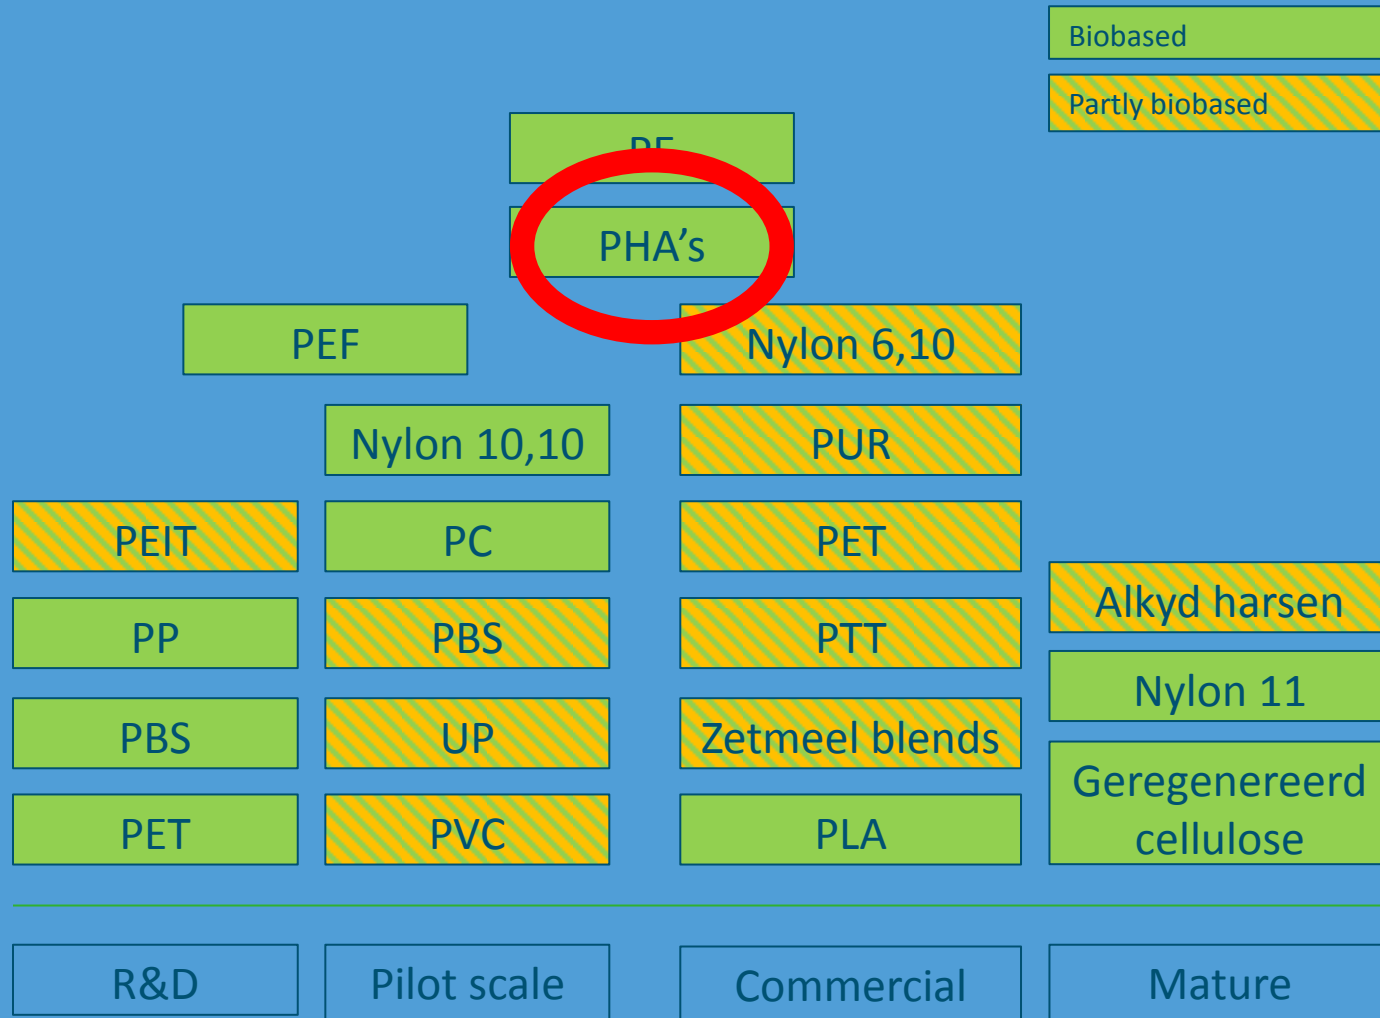 Biobased
Partly biobased
PHA's
PEF
Nylon 6,10
Nylon 10,10
PUR
PEIT
PC
PET
Alkyd harsen
PP
PBS
PTT
Nylon 11
PBS
UP
Zetmeel blends
Geregenereerd
cellulose
PET
PVC
PLA
R&D
Pilot scale
Commercial
Mature